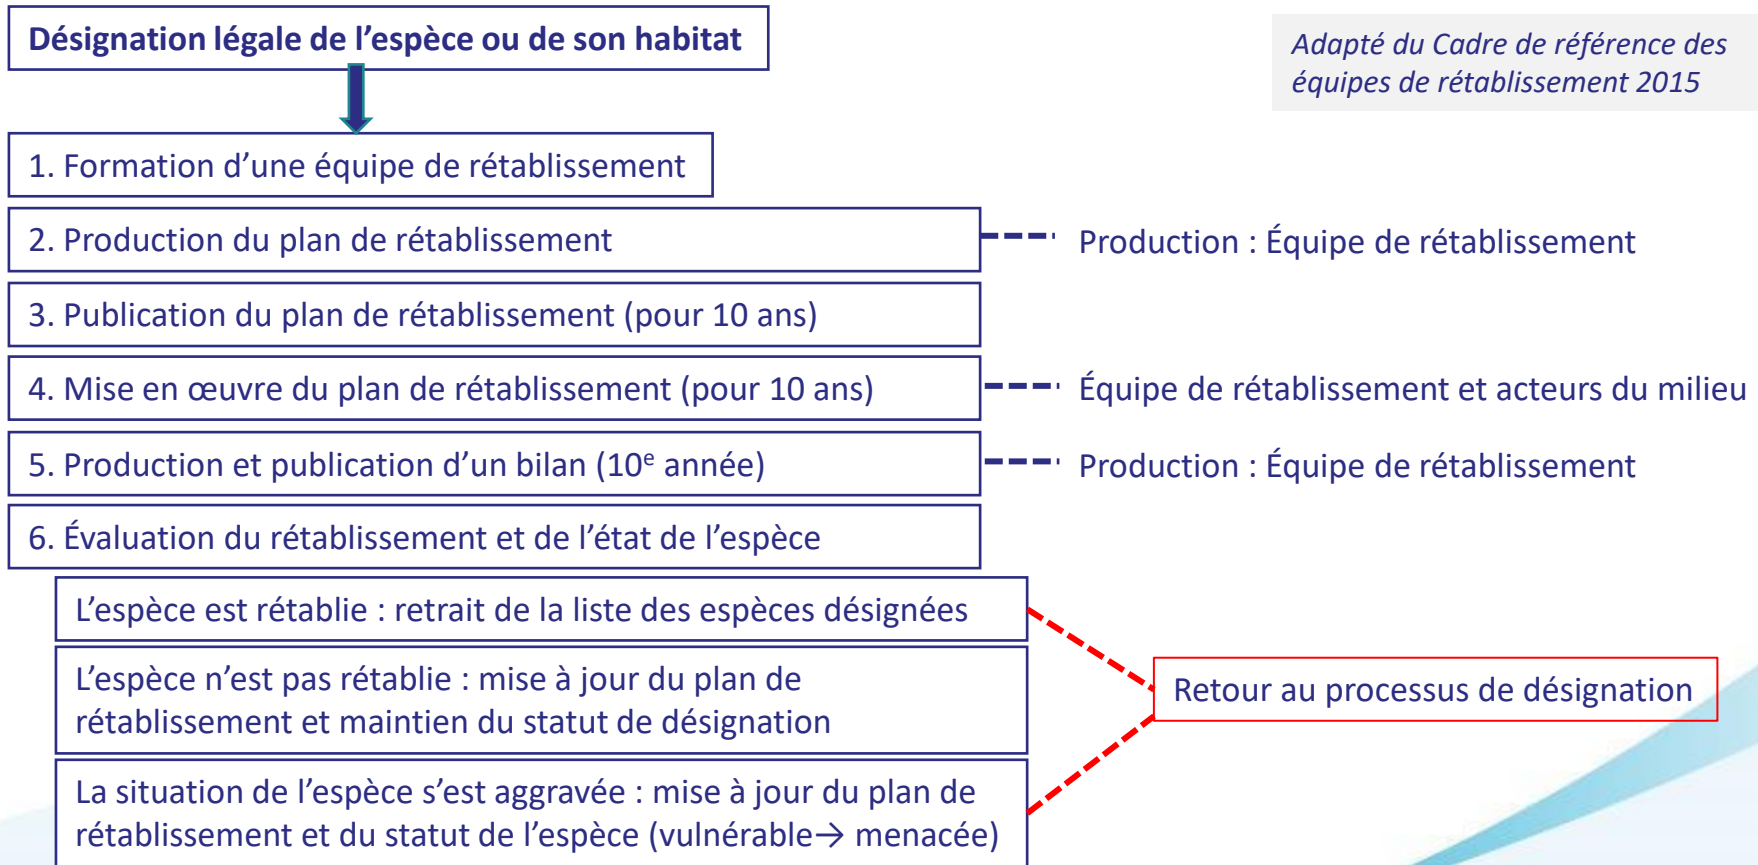 Désignation légale de l’espèce ou de son habitat
Adapté du Cadre de référence des
équipes de rétablissement 2015
1. Formation d’une équipe de rétablissement
2. Production du plan de rétablissement
Production : Équipe de rétablissement
3. Publication du plan de rétablissement (pour 10 ans)
4. Mise en œuvre du plan de rétablissement (pour 10 ans)
Équipe de rétablissement et acteurs du milieu
5. Production et publication d’un bilan (10e année)
Production : Équipe de rétablissement
6. Évaluation du rétablissement et de l’état de l’espèce
L’espèce est rétablie : retrait de la liste des espèces désignées
L’espèce n’est pas rétablie : mise à jour du plan de
rétablissement et maintien du statut de désignation
Retour au processus de désignation
La situation de l’espèce s’est aggravée : mise à jour du plan de
rétablissement et du statut de l’espèce (vulnérable→ menacée)